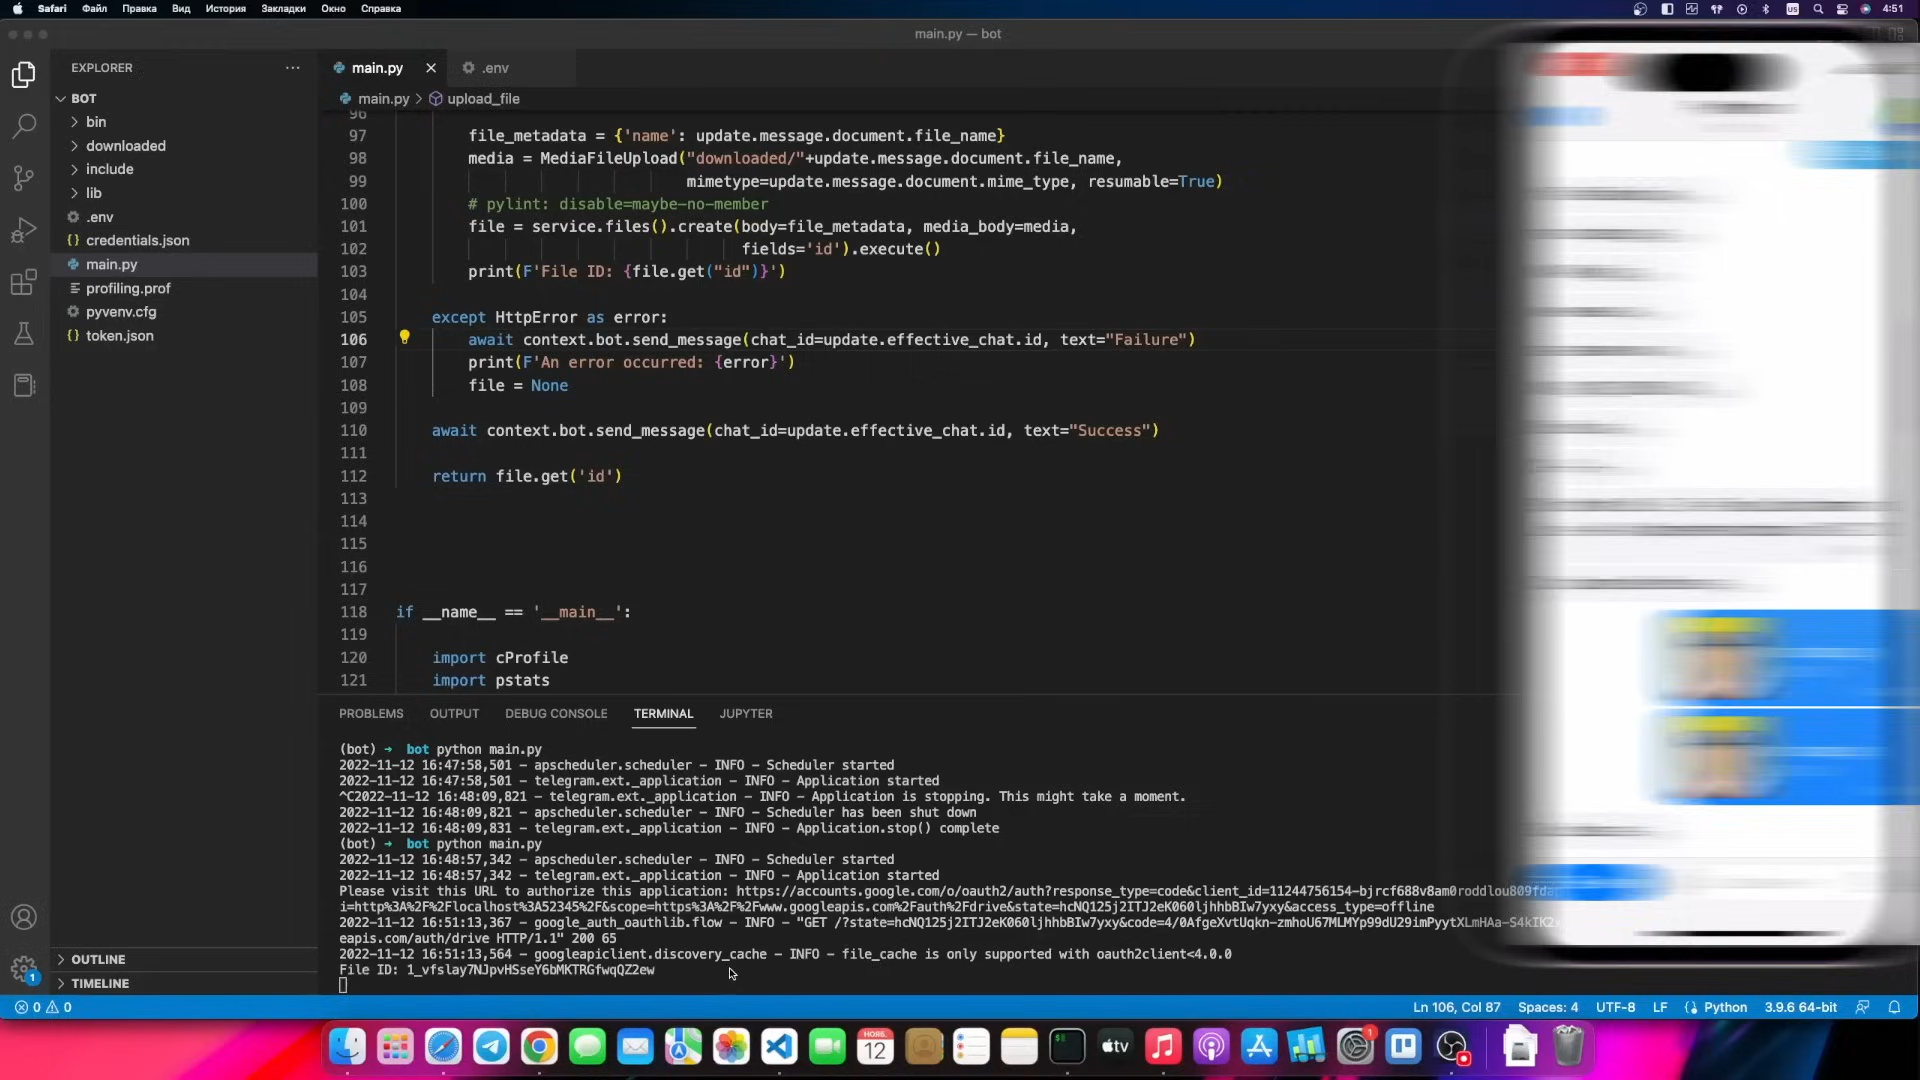 Safari Файл Правка Вид История Закладки Окно Справка
US 4:51
main.py — bot
EXPLORER
main.py
.env
BOT
main.py > upload_file
bin
downloaded
include
lib
.env
credentials.json
main.py
profiling.prof
pyvenv.cfg
token.json
96
97 file_metadata = {'name': update.message.document.file_name}
98 media = MediaFileUpload("downloaded/"+update.message.document.file_name,
99 mimetype=update.message.document.mime_type, resumable=True)
100 # pylint: disable=maybe-no-member
101 file = service.files().create(body=file_metadata, media_body=media,
102 fields='id').execute()
103 print(F'File ID: {file.get("id")}')
104
105 except HttpError as error:
106 await context.bot.send_message(chat_id=update.effective_chat.id, text="Failure")
107 print(F'An error occurred: {error}')
108 file = None
109
110 await context.bot.send_message(chat_id=update.effective_chat.id, text="Success")
111
112 return file.get('id')
113
114
115
116
117
118 if __name__ == '__main__':
119
120 import cProfile
121 import pstats
PROBLEMS OUTPUT DEBUG CONSOLE TERMINAL JUPYTER
(bot) → bot python main.py
2022-11-12 16:47:58,501 - apscheduler.scheduler - INFO - Scheduler started
2022-11-12 16:47:58,501 - telegram.ext._application - INFO - Application started
^C2022-11-12 16:48:09,821 - telegram.ext._application - INFO - Application is stopping. This might take a moment.
2022-11-12 16:48:09,821 - apscheduler.scheduler - INFO - Scheduler has been shut down
2022-11-12 16:48:09,831 - telegram.ext._application - INFO - Application.stop() complete
(bot) → bot python main.py
2022-11-12 16:48:57,342 - apscheduler.scheduler - INFO - Scheduler started
2022-11-12 16:48:57,342 - telegram.ext._application - INFO - Application started
Please visit this URL to authorize this application: https://accounts.google.com/o/oauth2/auth?response_type=code&client_id=11244756154-bjrcf688v8am0roddlou809fda
i=http%3A%2F%2Flocalhost%3A52345%2F&scope=https%3A%2F%2Fwww.googleapis.com%2Fauth%2Fdrive&state=hcNQ125j2ITJ2eK060ljhhbBIw7yxy&access_type=offline
2022-11-12 16:51:13,367 - google_auth_oauthlib.flow - INFO - "GET /?state=hcNQ125j2ITJ2eK060ljhhbBIw7yxy&code=4/0AfgeXvtUqkn-zmhoU67MLMYp99dU29imPyytXLmHAa-S4kIK2
eapis.com/auth/drive HTTP/1.1" 200 65
2022-11-12 16:51:13,564 - googleapiclient.discovery_cache - INFO - file_cache is only supported with oauth2client<4.0.0
File ID: 1_vfslay7NJpvHSseY6bMKTRGfwqQZ2ew
OUTLINE
TIMELINE
1
0 0
Ln 106, Col 87 Spaces: 4 UTF-8 LF Python 3.9.6 64-bit
НОЯБ.
12
tv
1